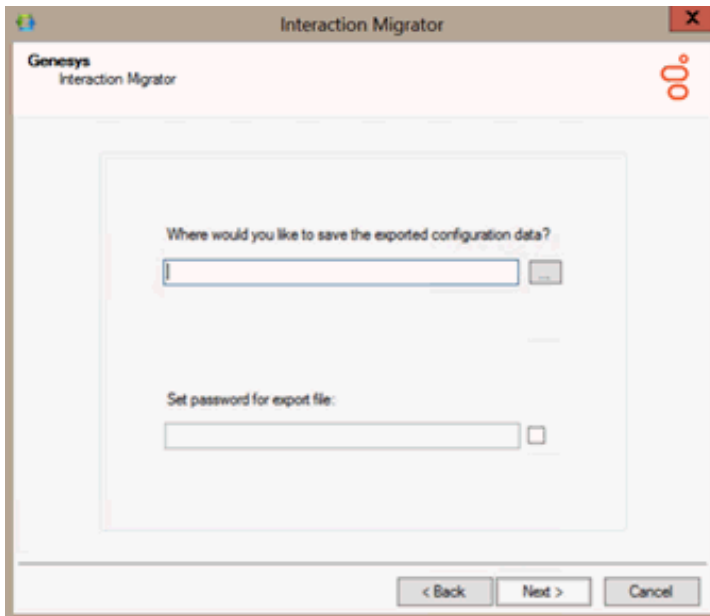 Interaction Migrator
X
Genesys
Interaction Migrator
Where would you like to save the exported configuration data?
...
Set password for export file:
< Back Next > Cancel